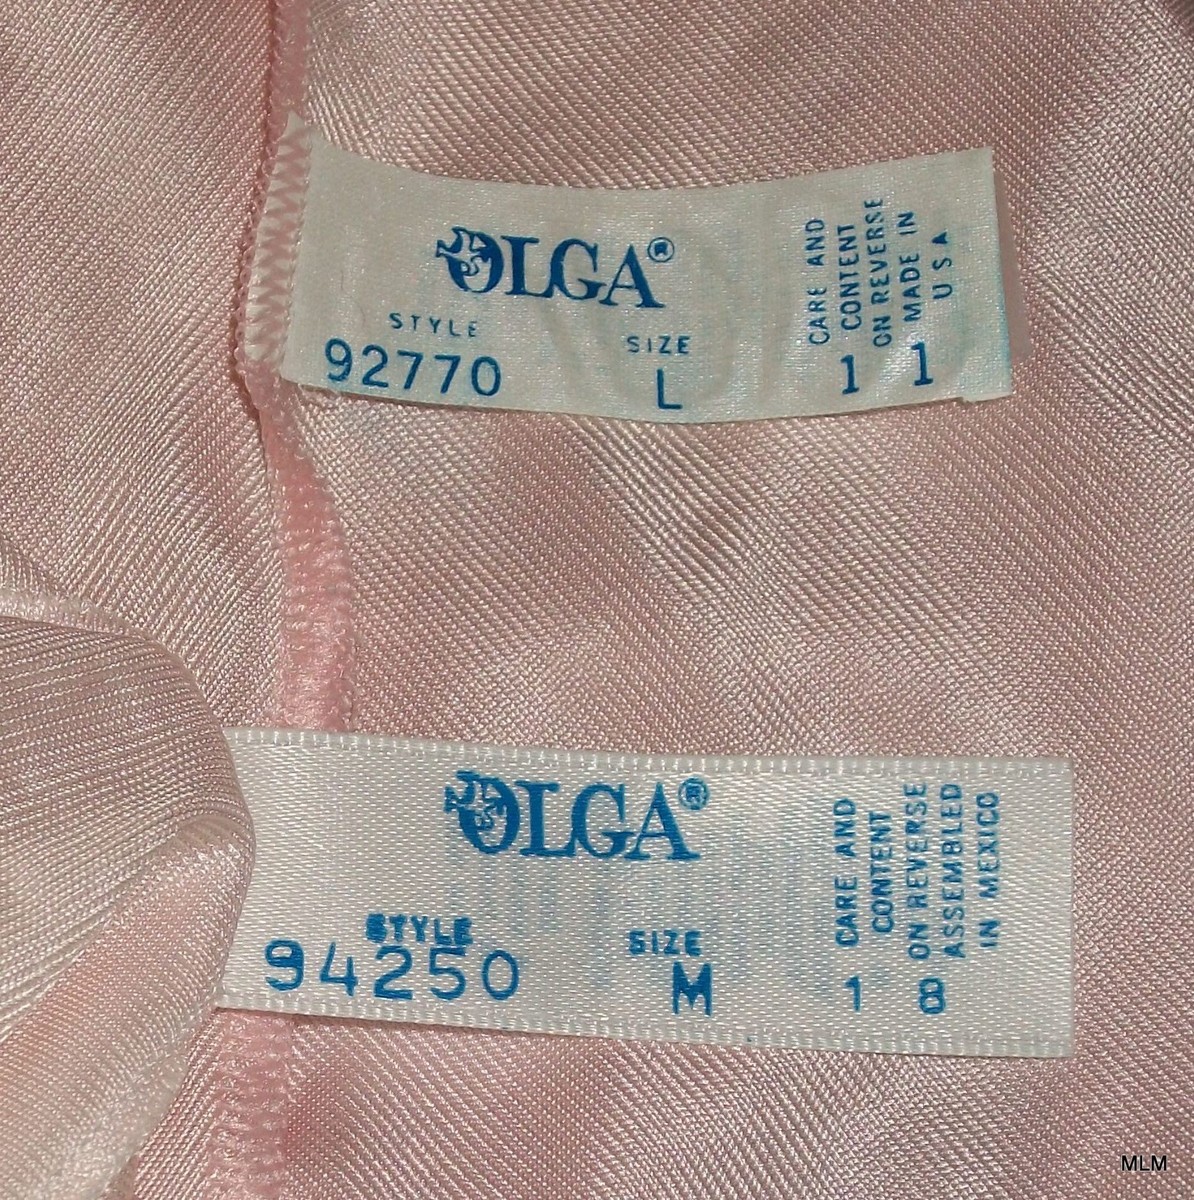 OLGA®
STYLE
92770
SIZE
L
CARE AND
CONTENT
ON REVERSE
MADE IN
USA
1 1
OLGA®
STYLE
94250
SIZE
M
CARE AND
CONTENT
ON REVERSE
ASSEMBLED
IN MEXICO
1 8
MLM